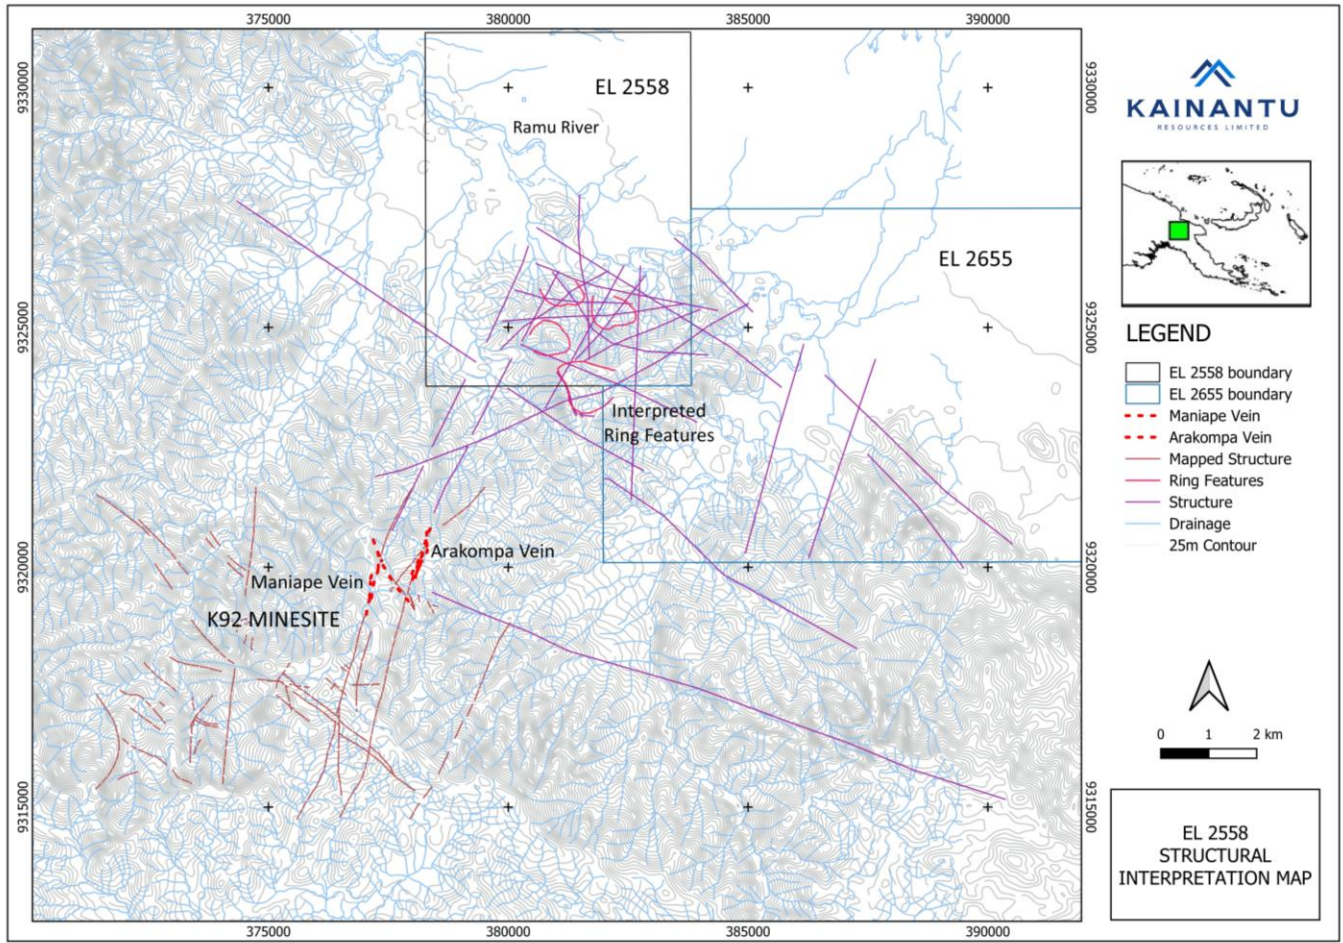 375000
380000
385000
390000
9330000
9330000
EL 2558
Ramu River
EL 2655
9325000
9325000
Interpreted
Ring Features
9320000
9320000
Arakompa Vein
Maniape Vein
K92 MINESITE
9315000
9315000
375000
380000
385000
390000
KAINANTU
RESOURCES LIMITED
LEGEND
EL 2558 boundary
EL 2655 boundary
Maniape Vein
Arakompa Vein
Mapped Structure
Ring Features
Structure
Drainage
25m Contour
0 1 2 km
EL 2558
STRUCTURAL
INTERPRETATION MAP